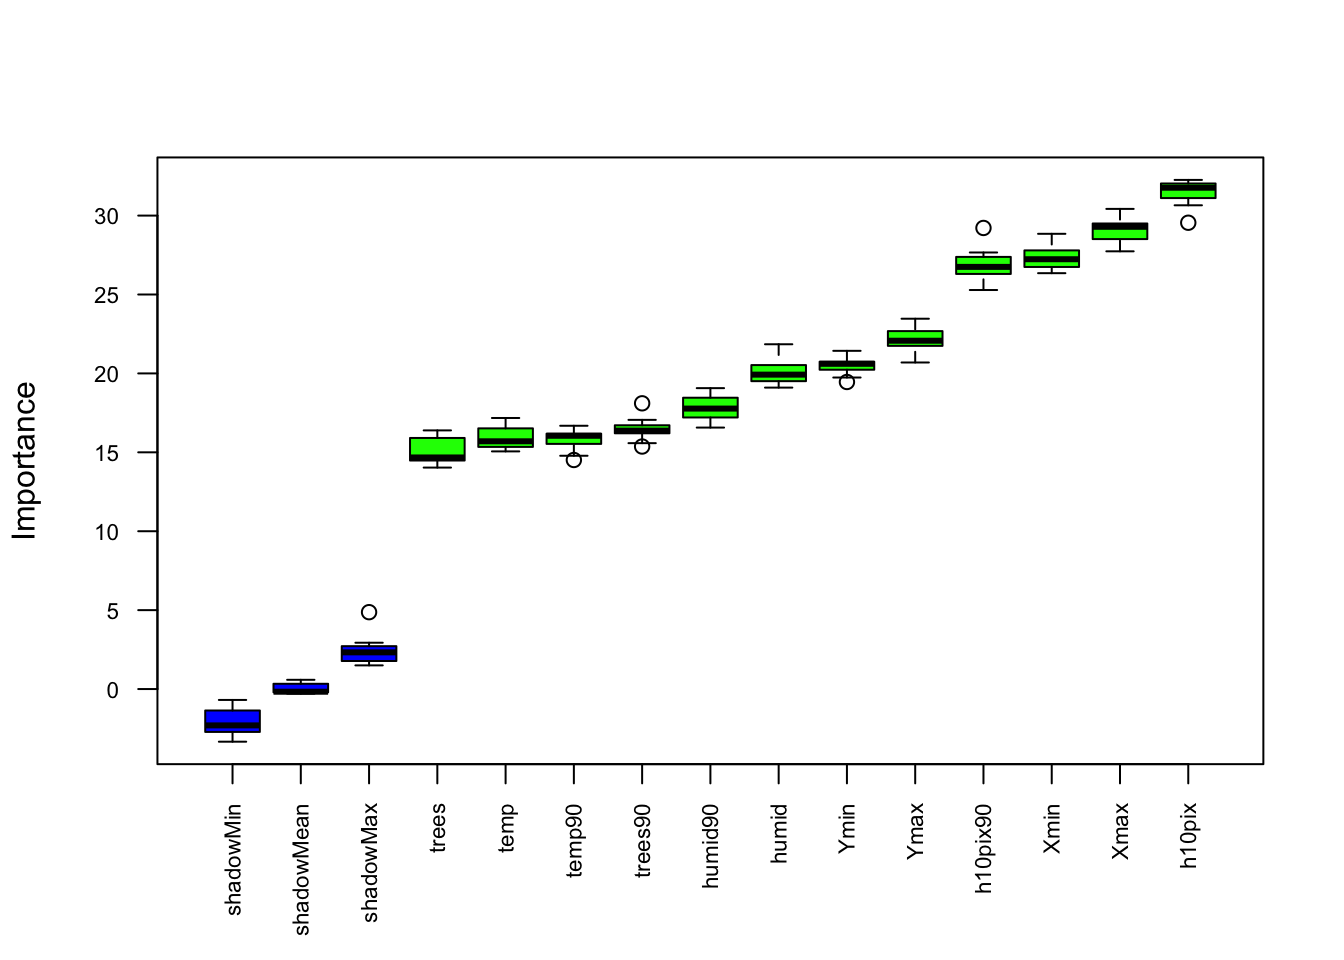 Importance
30
25
20
15
10
5
0
shadowMin
shadowMean
shadowMax
trees
temp
temp90
trees90
humid90
humid
Ymin
Ymax
h10pix90
Xmin
Xmax
h10pix